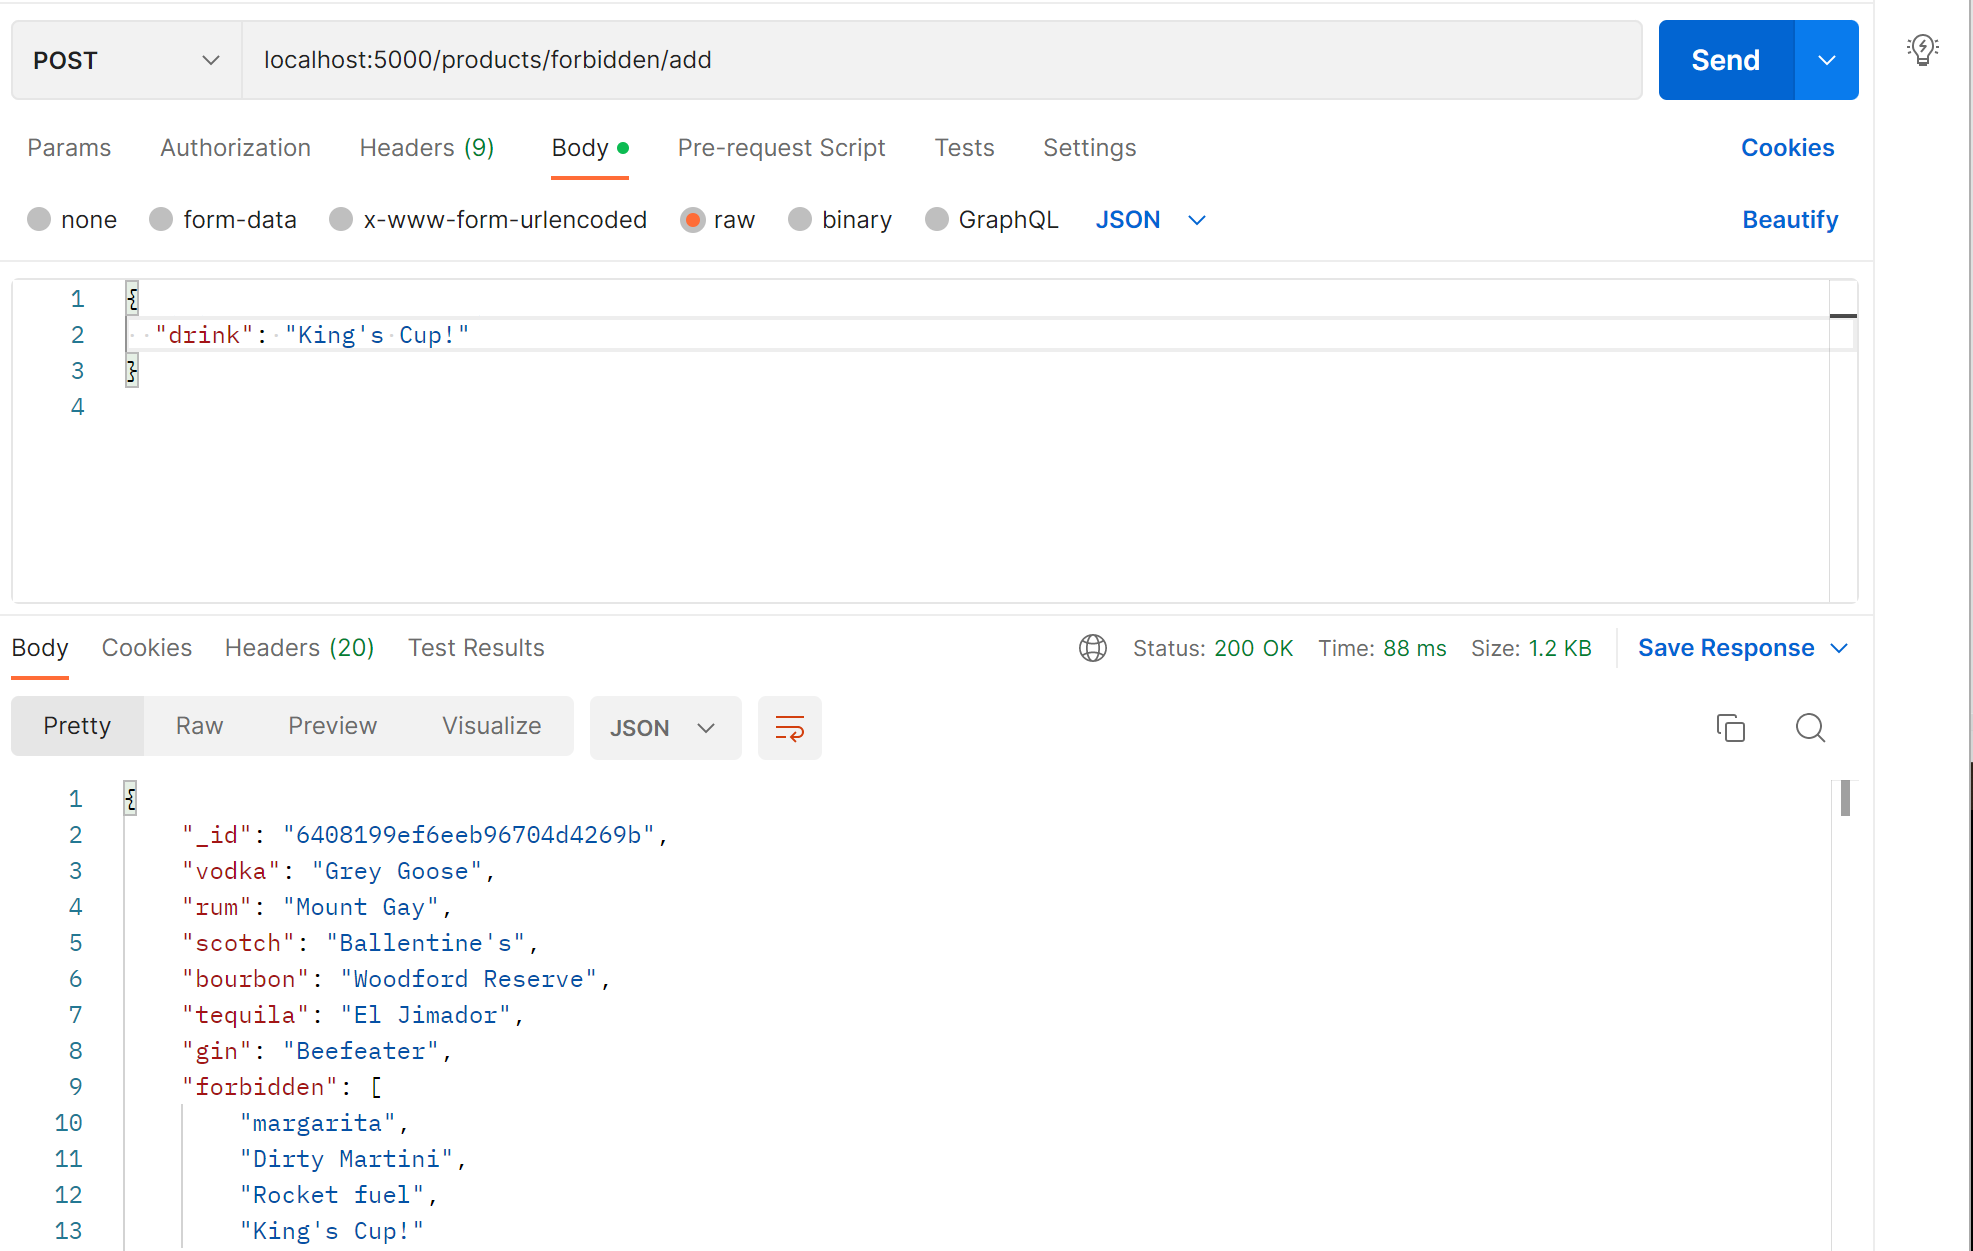 POST localhost:5000/products/forbidden/add Send
Params Authorization Headers (9) Body Pre-request Script Tests Settings Cookies
none form-data x-www-form-urlencoded raw binary GraphQL JSON Beautify
1 {
2 "drink": "King's Cup!"
3 }
4
Body Cookies Headers (20) Test Results Status: 200 OK Time: 88 ms Size: 1.2 KB Save Response
Pretty Raw Preview Visualize JSON
1 {
2 "_id": "6408199ef6eeb96704d4269b",
3 "vodka": "Grey Goose",
4 "rum": "Mount Gay",
5 "scotch": "Ballentine's",
6 "bourbon": "Woodford Reserve",
7 "tequila": "El Jimador",
8 "gin": "Beefeater",
9 "forbidden": [
10 "margarita",
11 "Dirty Martini",
12 "Rocket fuel",
13 "King's Cup!"